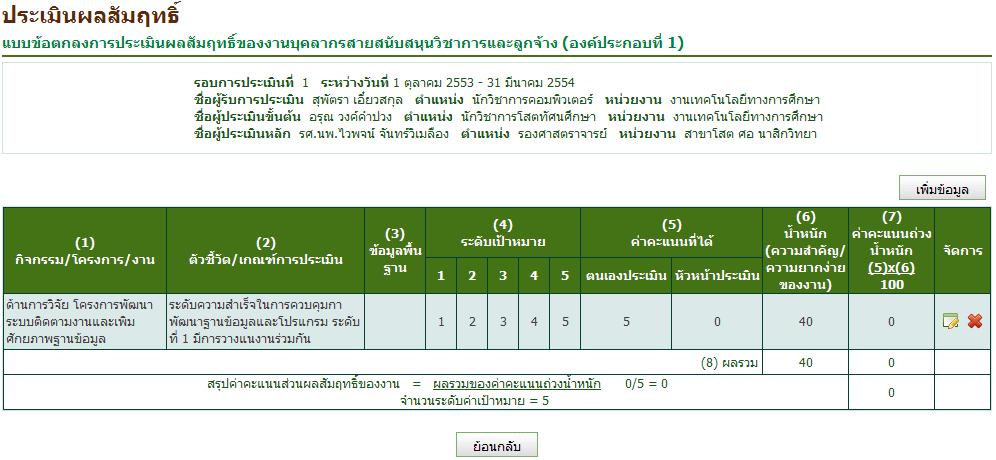 ประเมินผลสัมฤทธิ์
แบบข้อตกลงการประเมินผลสัมฤทธิ์ของงานบุคลากรสายสนับสนุนวิชาการและลูกจ้าง (องค์ประกอบที่ 1)
รอบการประเมินที่ 1 ระหว่างวันที่ 1 ตุลาคม 2553 - 31 มีนาคม 2554
ชื่อผู้รับการประเมิน สุพัตรา เอี่ยวสกุล ตำแหน่ง นักวิชาการคอมพิวเตอร์ หน่วยงาน งานเทคโนโลยีทางการศึกษา
ชื่อผู้ประเมินขั้นต้น อรุณ วงค์คำปวง ตำแหน่ง นักวิชาการโสตทัศนศึกษา หน่วยงาน งานเทคโนโลยีทางการศึกษา
ชื่อผู้ประเมินหลัก รศ.นพ.ไวพจน์ จันทร์วิเมลือง ตำแหน่ง รองศาสตราจารย์ หน่วยงาน สาขาโสต ศอ นาสิกวิทยา
เพิ่มข้อมูล
(1)
กิจกรรม/โครงการ/งาน
(2)
ตัวชี้วัด/เกณฑ์การประเมิน
(3)
ข้อมูลพื้น
ฐาน
(4)
ระดับเป้าหมาย
1 2 3 4 5
(5)
ค่าคะแนนที่ได้
ตนเองประเมิน หัวหน้าประเมิน
(6)
น้ำหนัก
(ความสำคัญ/
ความยากง่าย
ของงาน)
(7)
ค่าคะแนนถ่วง
น้ำหนัก
(5)x(6)
100
จัดการ
ด้านการวิจัย โครงการพัฒนา
ระบบติดตามงานและเพิ่ม
ศักยภาพฐานข้อมูล
ระดับความสำเร็จในการควบคุมกา
พัฒนาฐานข้อมูลและโปรแกรม ระดับ
ที่ 1 มีการวางแนงานร่วมกัน
1 2 3 4 5 5 0 40 0
(8) ผลรวม 40 0
สรุปค่าคะแนนส่วนผลสัมฤทธิ์ของงาน = ผลรวมของค่าคะแนนถ่วงน้ำหนัก 0/5 = 0
จำนวนระดับค่าเป้าหมาย = 5
0
ย้อนกลับ